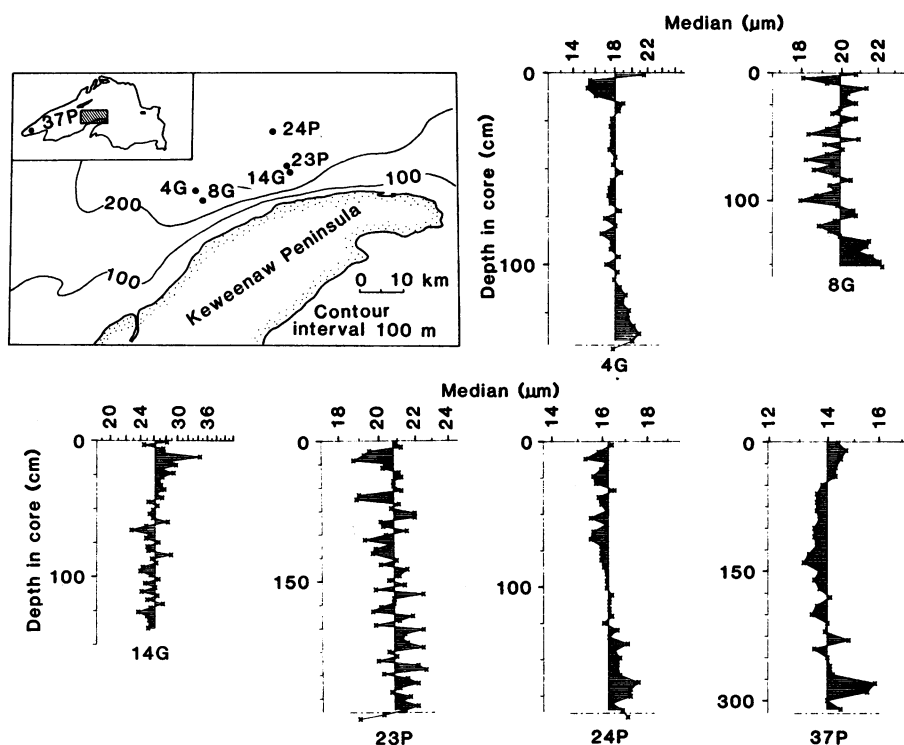 Median (µm)
14
18
22
18
20
22
0
100
Depth in core (cm)
4G
0
100
8G
37P
24P
23P
14G
4G
8G
100
200
100
Keweenaw Peninsula
0 10 km
Contour
interval 100 m
Median (µm)
20
24
30
36
18
20
22
24
14
16
18
12
14
16
0
100
Depth in core (cm)
14G
0
150
23P
0
100
24P
0
150
300
37P